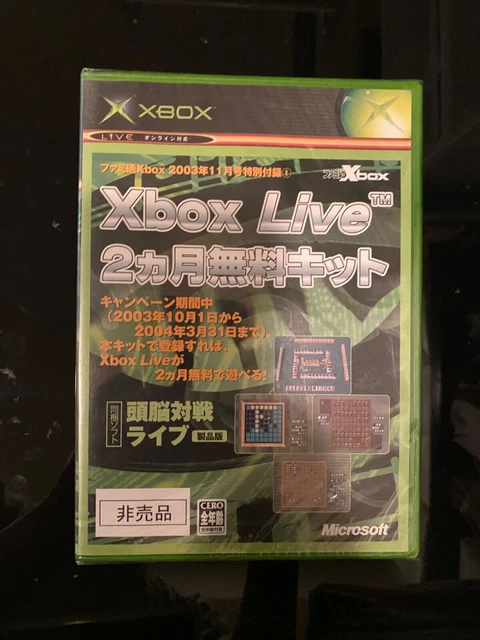 XBOX
LIVE オンライン対応
ファミ通Xbox 2003年11月号特別付録④
ファミ通Xbox
Xbox Live™
2ヵ月無料キット
キャンペーン期間中
（2003年10月1日から
2004年3月31日まで）、
本キットで登録すれば、
Xbox Liveが
2ヵ月無料で遊べる！
同梱ソフト
頭脳対戦
ライブ 製品版
非売品
CERO
全年齢
Microsoft